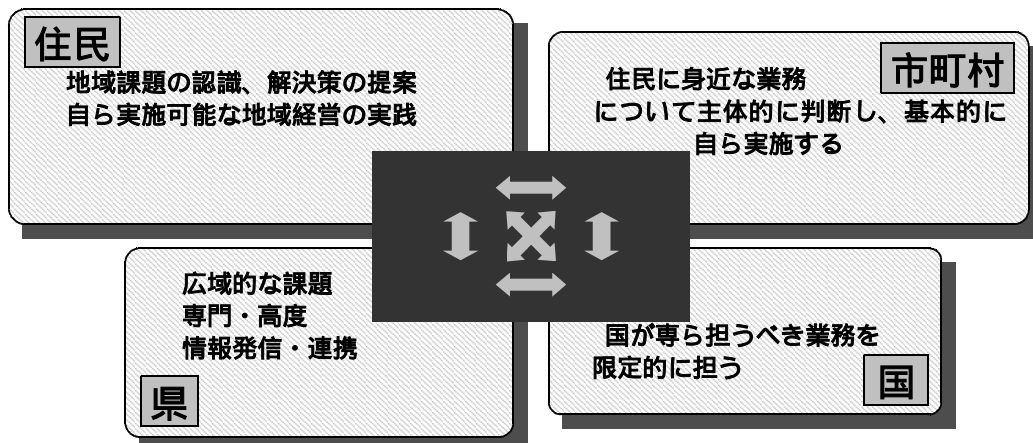 住民
地域課題の認識、解決策の提案
自ら実施可能な地域経営の実践
市町村
住民に身近な業務
について主体的に判断し、基本的に
自ら実施する
広域的な課題
専門・高度
情報発信・連携
県
国が専ら担うべき業務を
限定的に担う
国